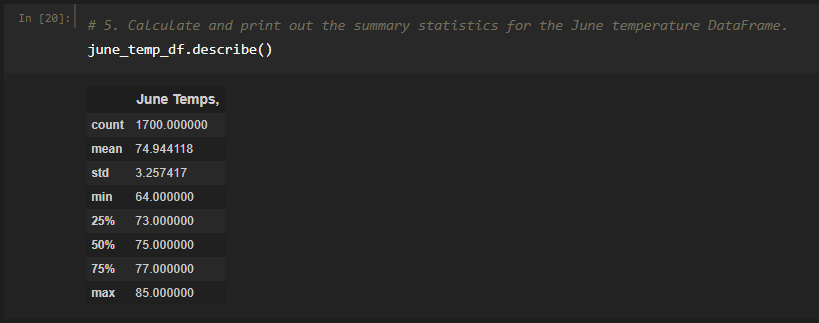 In [20]:
# 5. Calculate and print out the summary statistics for the June temperature DataFrame.
june_temp_df.describe()
June Temps,
count 1700.000000
mean 74.944118
std 3.257417
min 64.000000
25% 73.000000
50% 75.000000
75% 77.000000
max 85.000000